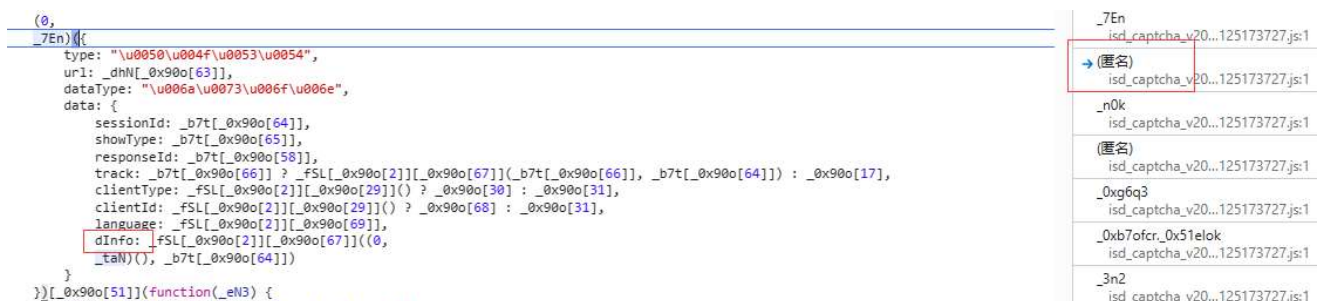 (0,
_7En)({
type: "\u0050\u004f\u0053\u0054",
url: _dhN[_0x90o[63]],
dataType: "\u006a\u0073\u006f\u006e",
data: {
sessionId: _b7t[_0x90o[64]],
showType: _b7t[_0x90o[65]],
responseId: _b7t[_0x90o[58]],
track: _b7t[_0x90o[66]] ? _fSL[_0x90o[2]][_0x90o[67]](_b7t[_0x90o[66]], _b7t[_0x90o[64]]) : _0x90o[17],
clientType: _fSL[_0x90o[2]][_0x90o[29]]() ? _0x90o[30] : _0x90o[31],
clientId: _fSL[_0x90o[2]][_0x90o[29]]() ? _0x90o[68] : _0x90o[31],
language: _fSL[_0x90o[2]][_0x90o[69]],
dInfo: _fSL[_0x90o[2]][_0x90o[67]]((0,
_taN)(), _b7t[_0x90o[64]])
}
})[_0x90o[51]](function(_eN3) {
_7En
isd_captcha_v20...125173727.js:1
(匿名)
isd_captcha_v20...125173727.js:1
_n0k
isd_captcha_v20...125173727.js:1
(匿名)
isd_captcha_v20...125173727.js:1
_0xg6q3
isd_captcha_v20...125173727.js:1
_0xb7ofcr._0x51elok
isd_captcha_v20...125173727.js:1
_3n2
isd_captcha_v20...125173727.js:1